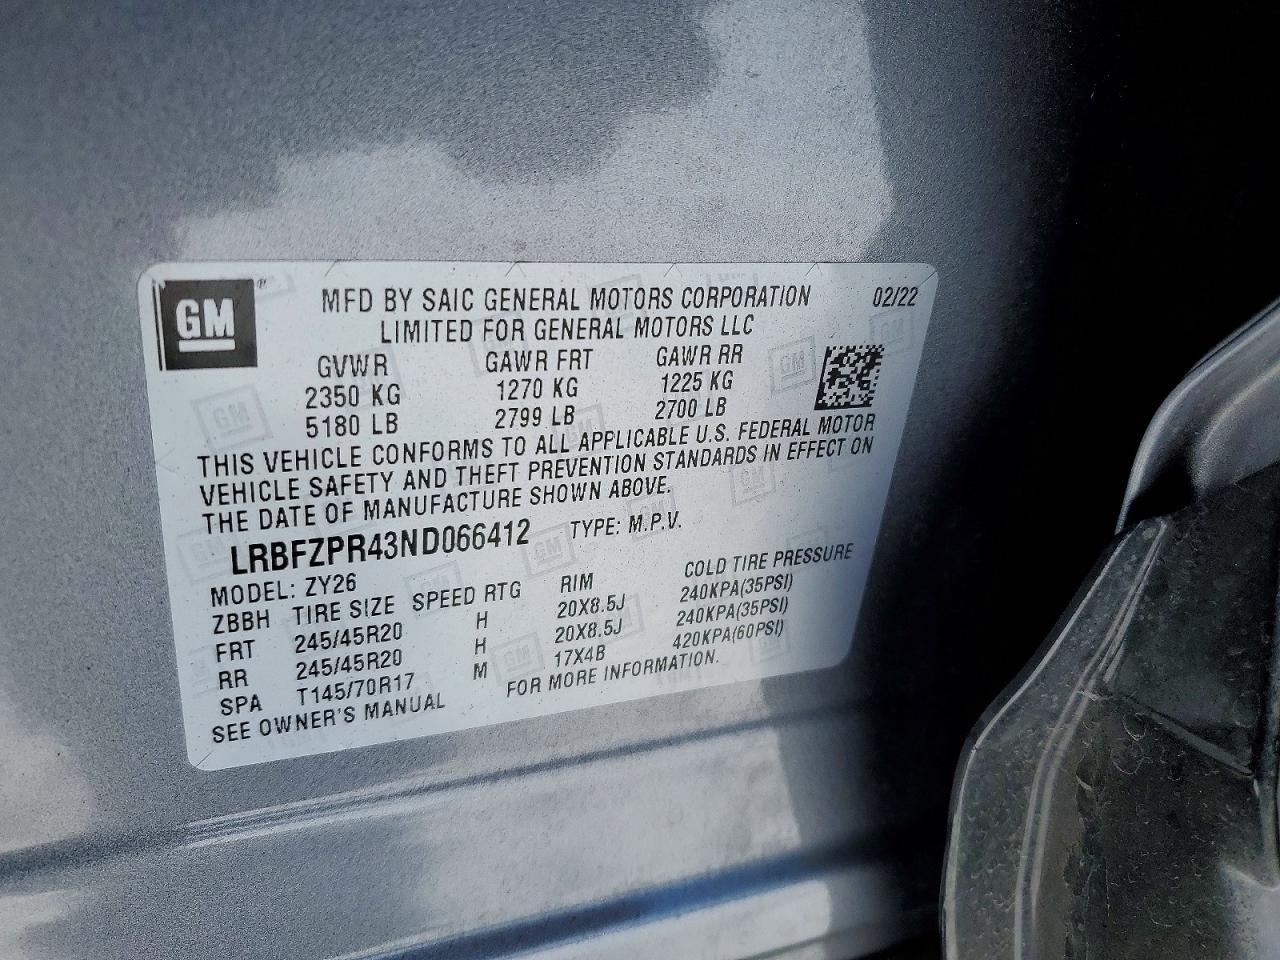 GM
MFD BY SAIC GENERAL MOTORS CORPORATION 02/22
LIMITED FOR GENERAL MOTORS LLC
GVWR GAWR FRT GAWR RR
2350 KG 1270 KG 1225 KG
5180 LB 2799 LB 2700 LB
THIS VEHICLE CONFORMS TO ALL APPLICABLE U.S. FEDERAL MOTOR
VEHICLE SAFETY AND THEFT PREVENTION STANDARDS IN EFFECT ON
THE DATE OF MANUFACTURE SHOWN ABOVE.
LRBFZPR43ND066412 TYPE: M.P.V.
MODEL: ZY26
ZBBH TIRE SIZE SPEED RTG RIM COLD TIRE PRESSURE
FRT 245/45R20 H 20X8.5J 240KPA(35PSI)
RR 245/45R20 H 20X8.5J 240KPA(35PSI)
SPA T145/70R17 M 17X4B 420KPA(60PSI)
SEE OWNER'S MANUAL FOR MORE INFORMATION.